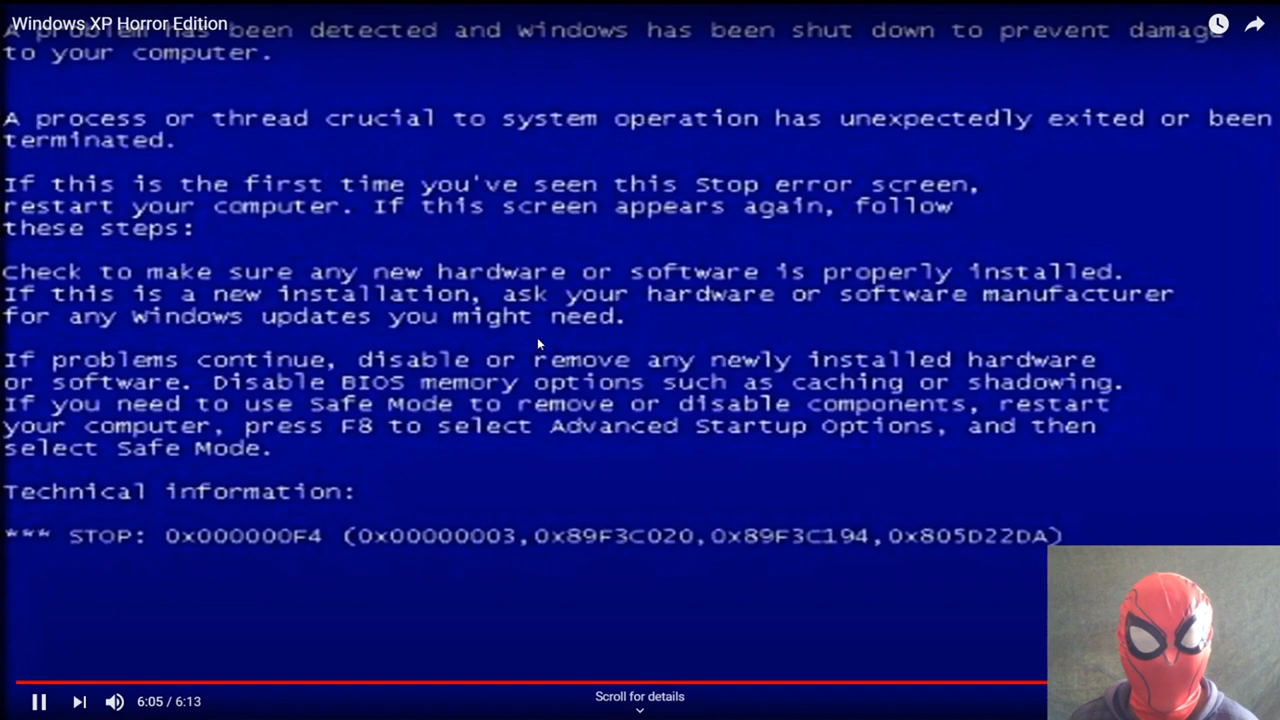 Windows XP Horror Edition
A problem has been detected and Windows has been shut down to prevent damage
to your computer.
A process or thread crucial to system operation has unexpectedly exited or been
terminated.
If this is the first time you've seen this Stop error screen,
restart your computer. If this screen appears again, follow
these steps:
Check to make sure any new hardware or software is properly installed.
If this is a new installation, ask your hardware or software manufacturer
for any Windows updates you might need.
If problems continue, disable or remove any newly installed hardware
or software. Disable BIOS memory options such as caching or shadowing.
If you need to use Safe Mode to remove or disable components, restart
your computer, press F8 to select Advanced Startup Options, and then
select Safe Mode.
Technical information:
*** STOP: 0x000000F4 (0x00000003,0x89F3C020,0x89F3C194,0x805D22DA)
Scroll for details
6:05 / 6:13